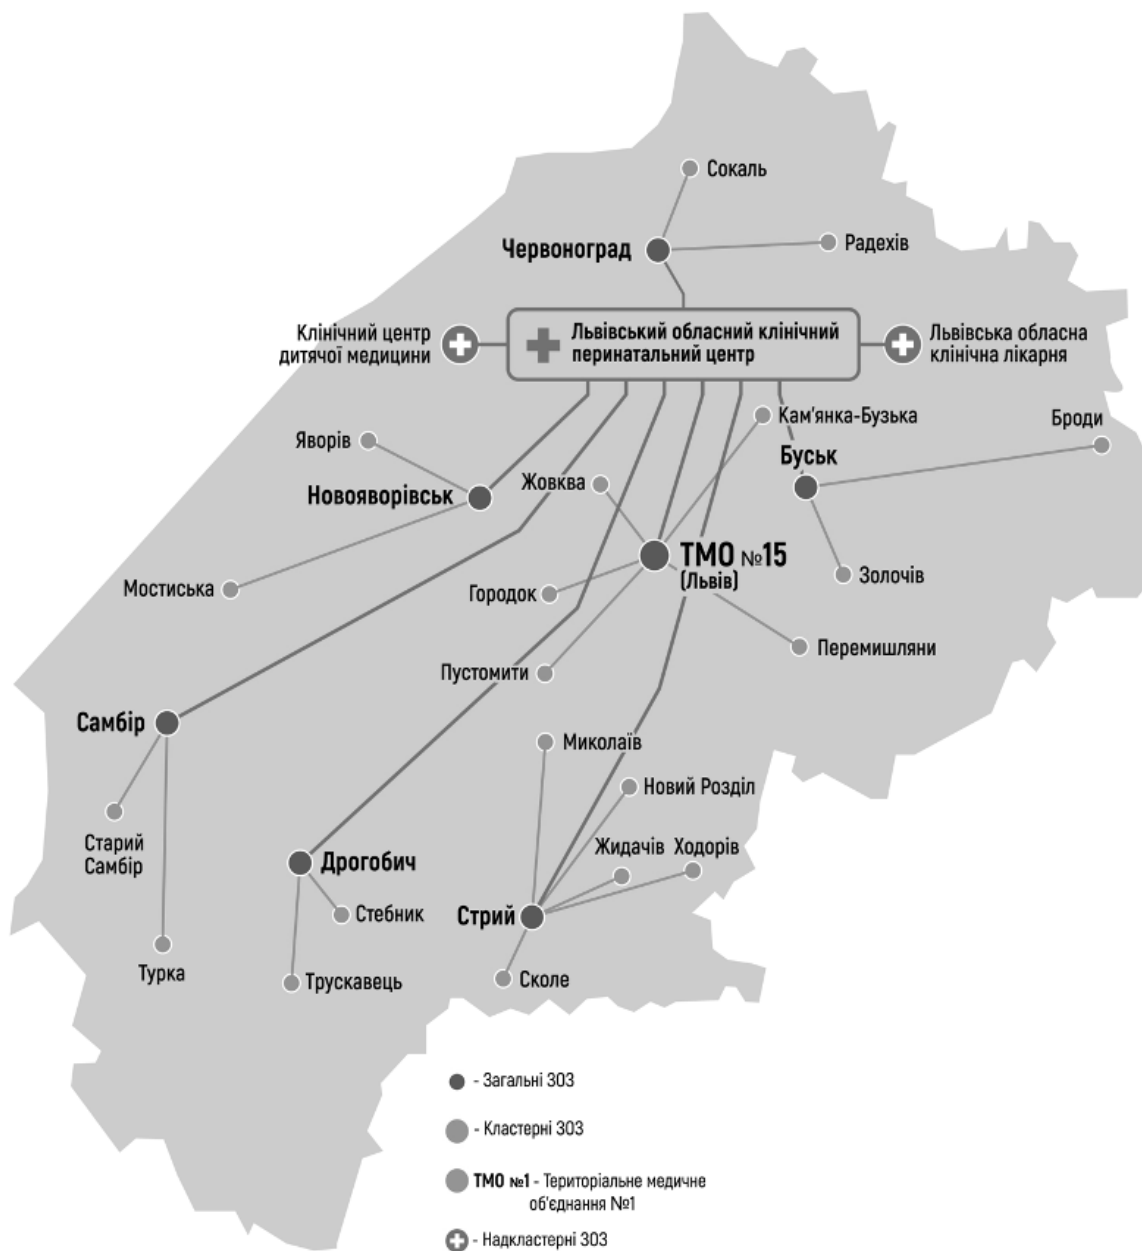 Сокаль
Червоноград
Радехів
Клінічний центр
дитячої медицини
Львівський обласний клінічний
перинатальний центр
Львівська обласна
клінічна лікарня
Кам'янка-Бузька
Броди
Яворів
Буськ
Жовква
Новояворівськ
ТМО №15
(Львів)
Золочів
Мостиська
Городок
Перемишляни
Пустомити
Самбір
Миколаїв
Новий Розділ
Старий
Самбір
Жидачів
Ходорів
Дрогобич
Стебник
Стрий
Турка
Трускавець
Сколе
- Загальні ЗОЗ
- Кластерні ЗОЗ
ТМО №1 - Територіальне медичне
об'єднання №1
- Надкластерні ЗОЗ